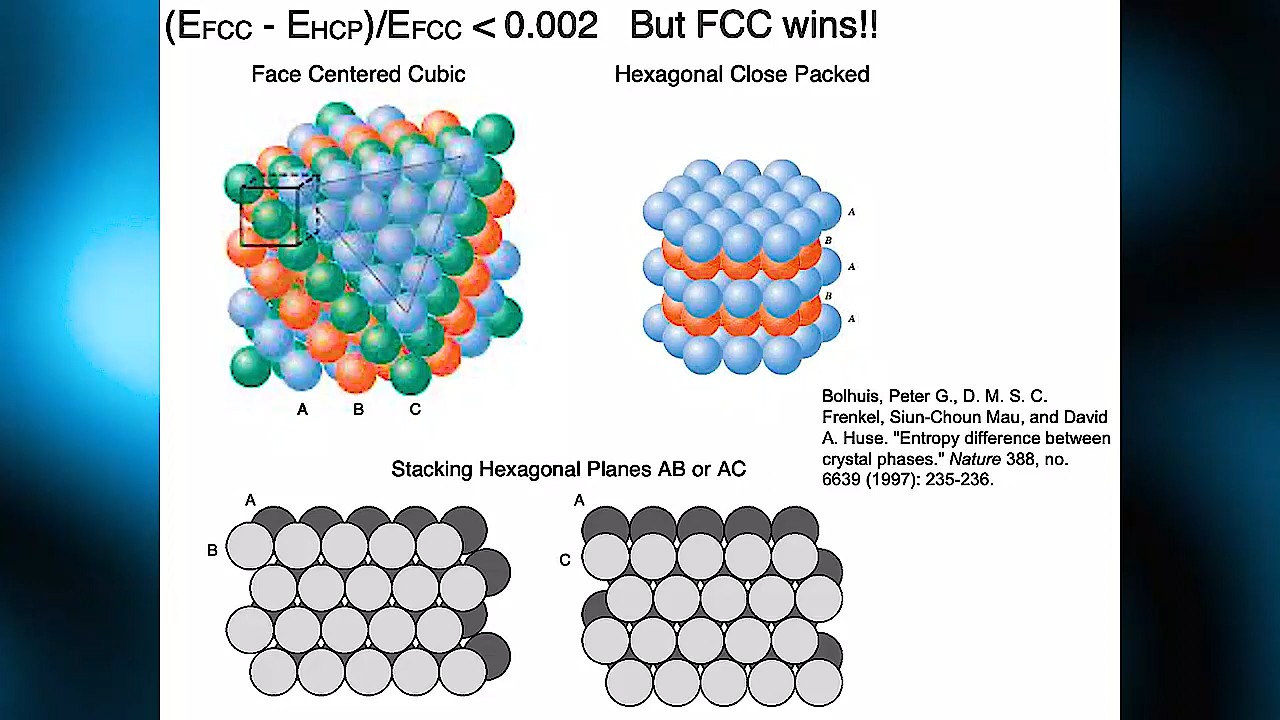 (EFCC - EHCP)/EFCC < 0.002 But FCC wins!!
Face Centered Cubic
Hexagonal Close Packed
A
B
A
B
A
A B C
Bolhuis, Peter G., D. M. S. C.
Frenkel, Siun-Choun Mau, and David
A. Huse. "Entropy difference between
crystal phases." Nature 388, no.
6639 (1997): 235-236.
Stacking Hexagonal Planes AB or AC
A
B
A
C